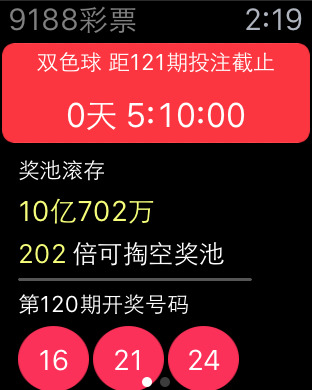 9188彩票 2:19
双色球 距121期投注截止
0天 5:10:00
奖池滚存
10亿702万
202 倍可掏空奖池
第120期开奖号码
16 21 24